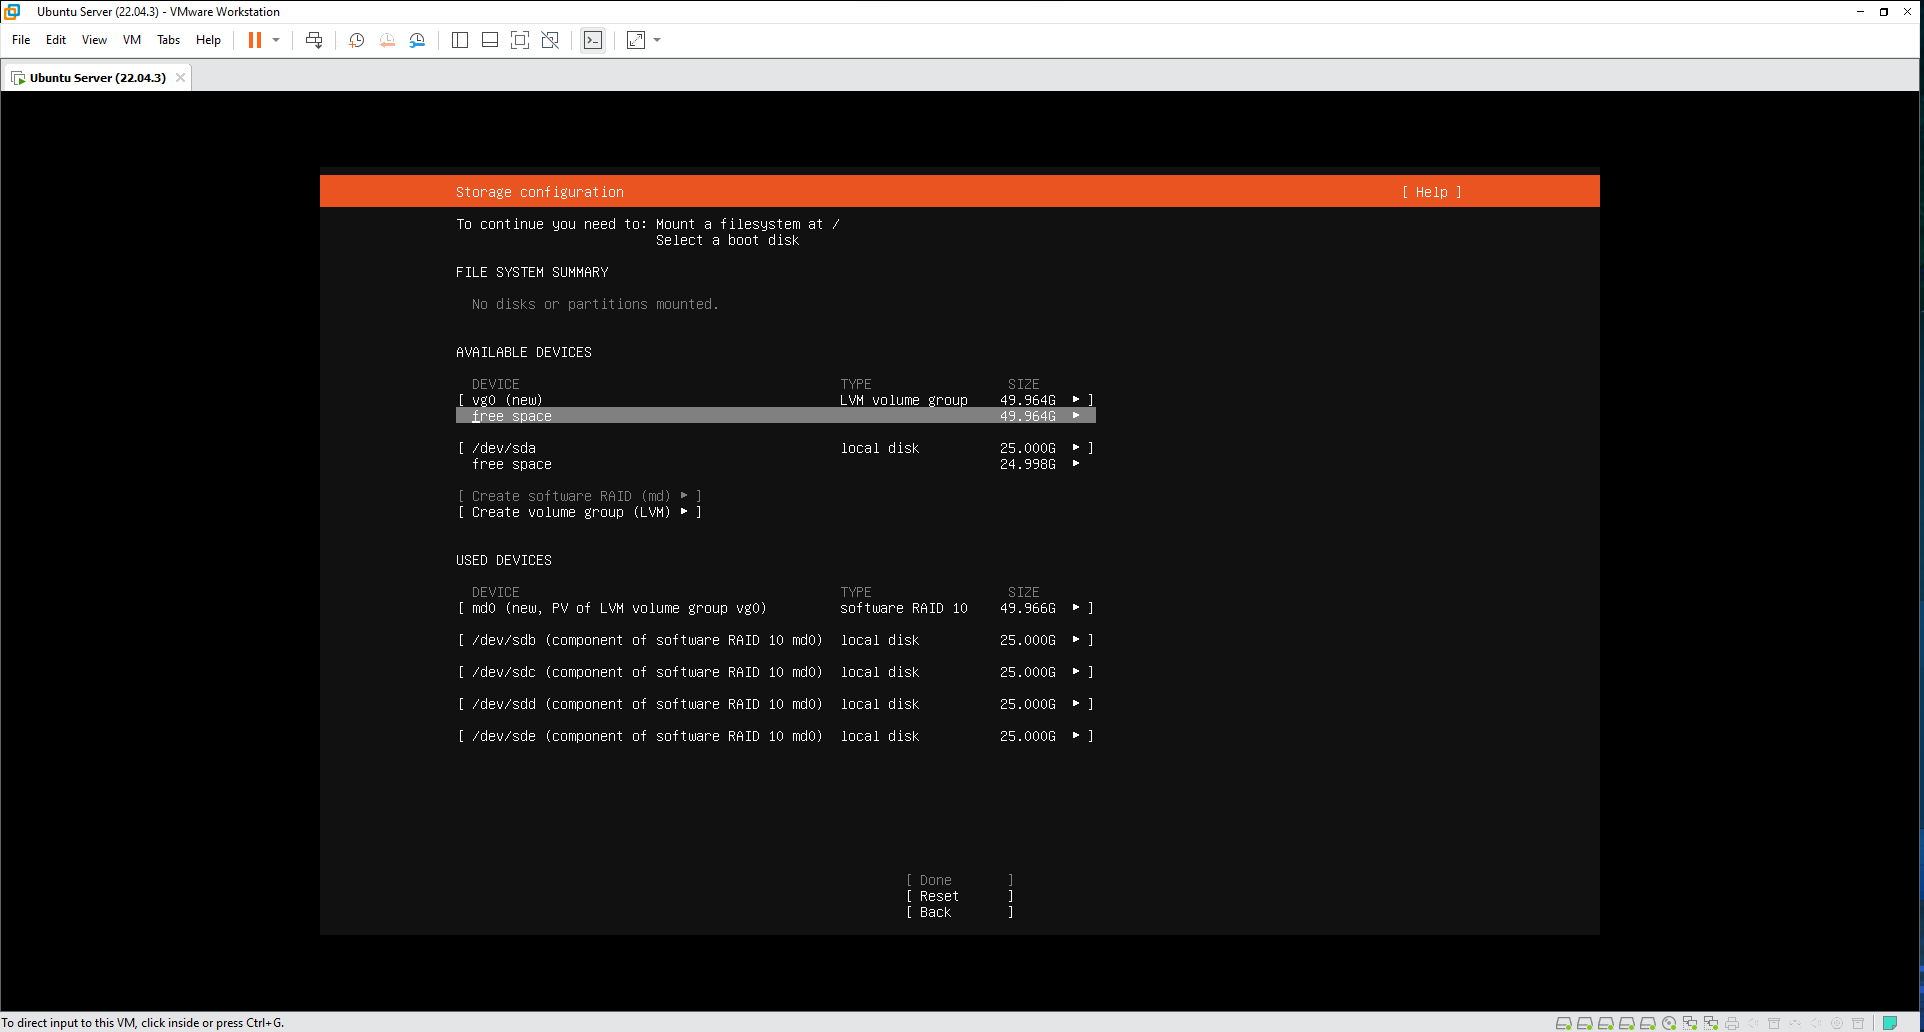 Ubuntu Server (22.04.3) - VMware Workstation
File Edit View VM Tabs Help
Ubuntu Server (22.04.3)
Storage configuration [ Help ]
To continue you need to: Mount a filesystem at /
Select a boot disk
FILE SYSTEM SUMMARY
No disks or partitions mounted.
AVAILABLE DEVICES
DEVICE TYPE SIZE
[ vg0 (new) LVM volume group 49.964G ▸ ]
free space 49.964G ▸
[ /dev/sda local disk 25.000G ▸ ]
free space 24.998G ▸
[ Create software RAID (md) ▸ ]
[ Create volume group (LVM) ▸ ]
USED DEVICES
DEVICE TYPE SIZE
[ md0 (new, PV of LVM volume group vg0) software RAID 10 49.966G ▸ ]
[ /dev/sdb (component of software RAID 10 md0) local disk 25.000G ▸ ]
[ /dev/sdc (component of software RAID 10 md0) local disk 25.000G ▸ ]
[ /dev/sdd (component of software RAID 10 md0) local disk 25.000G ▸ ]
[ /dev/sde (component of software RAID 10 md0) local disk 25.000G ▸ ]
[ Done ]
[ Reset ]
[ Back ]
To direct input to this VM, click inside or press Ctrl+G.